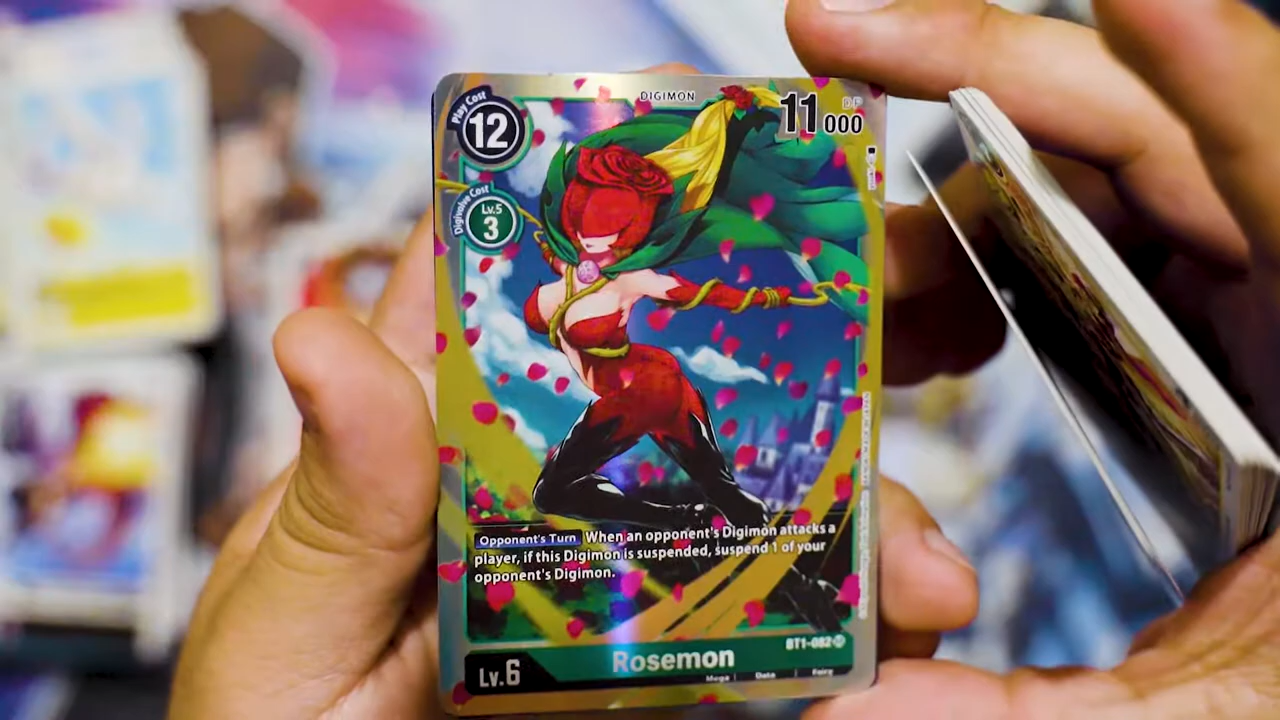 DIGIMON
Play Cost
12
11000
DP
Digivolve Cost
Lv.5
3
Opponent's Turn When an opponent's Digimon attacks a
player, if this Digimon is suspended, suspend 1 of your
opponent's Digimon.
BT1-082 SR
Rosemon
Lv.6
Mega | Data | Fairy